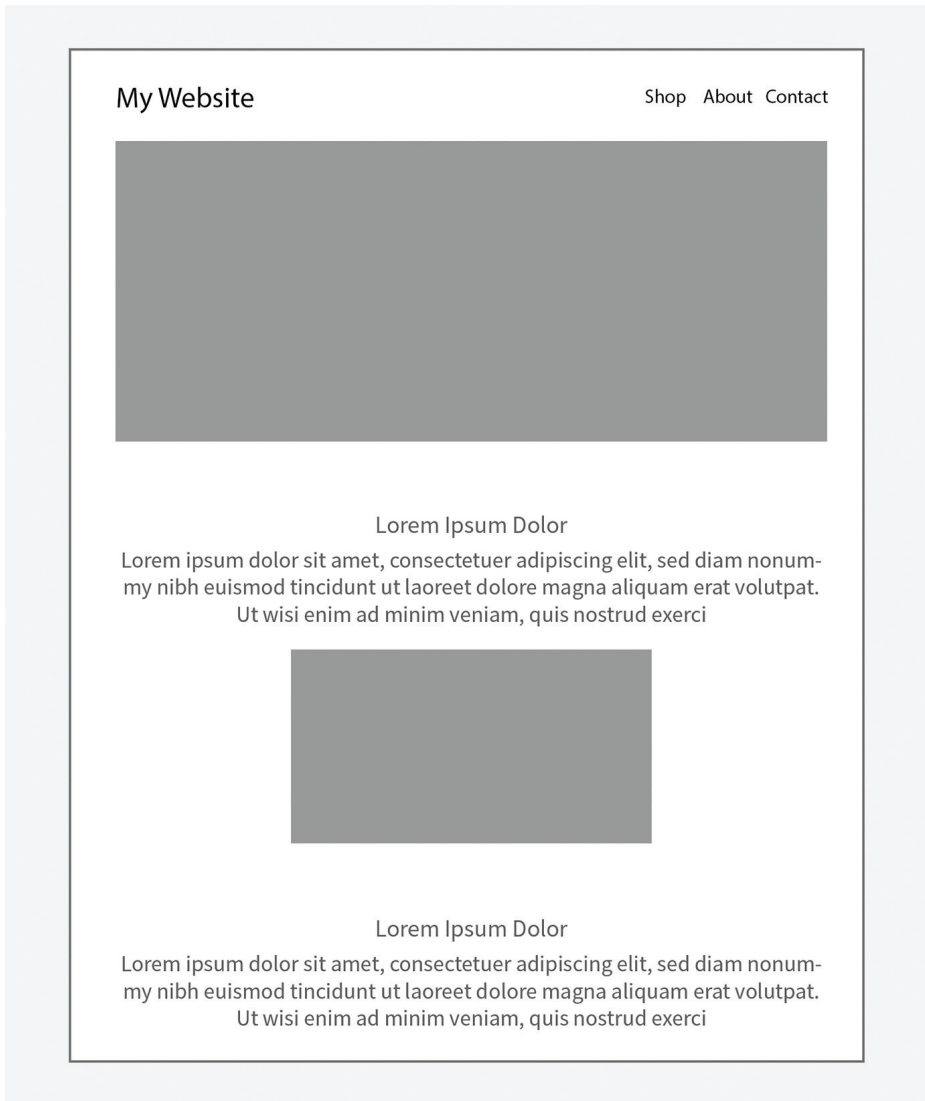 My Website
Shop About Contact
Lorem Ipsum Dolor
Lorem ipsum dolor sit amet, consectetuer adipiscing elit, sed diam nonum-
my nibh euismod tincidunt ut laoreet dolore magna aliquam erat volutpat.
Ut wisi enim ad minim veniam, quis nostrud exerci
Lorem Ipsum Dolor
Lorem ipsum dolor sit amet, consectetuer adipiscing elit, sed diam nonum-
my nibh euismod tincidunt ut laoreet dolore magna aliquam erat volutpat.
Ut wisi enim ad minim veniam, quis nostrud exerci